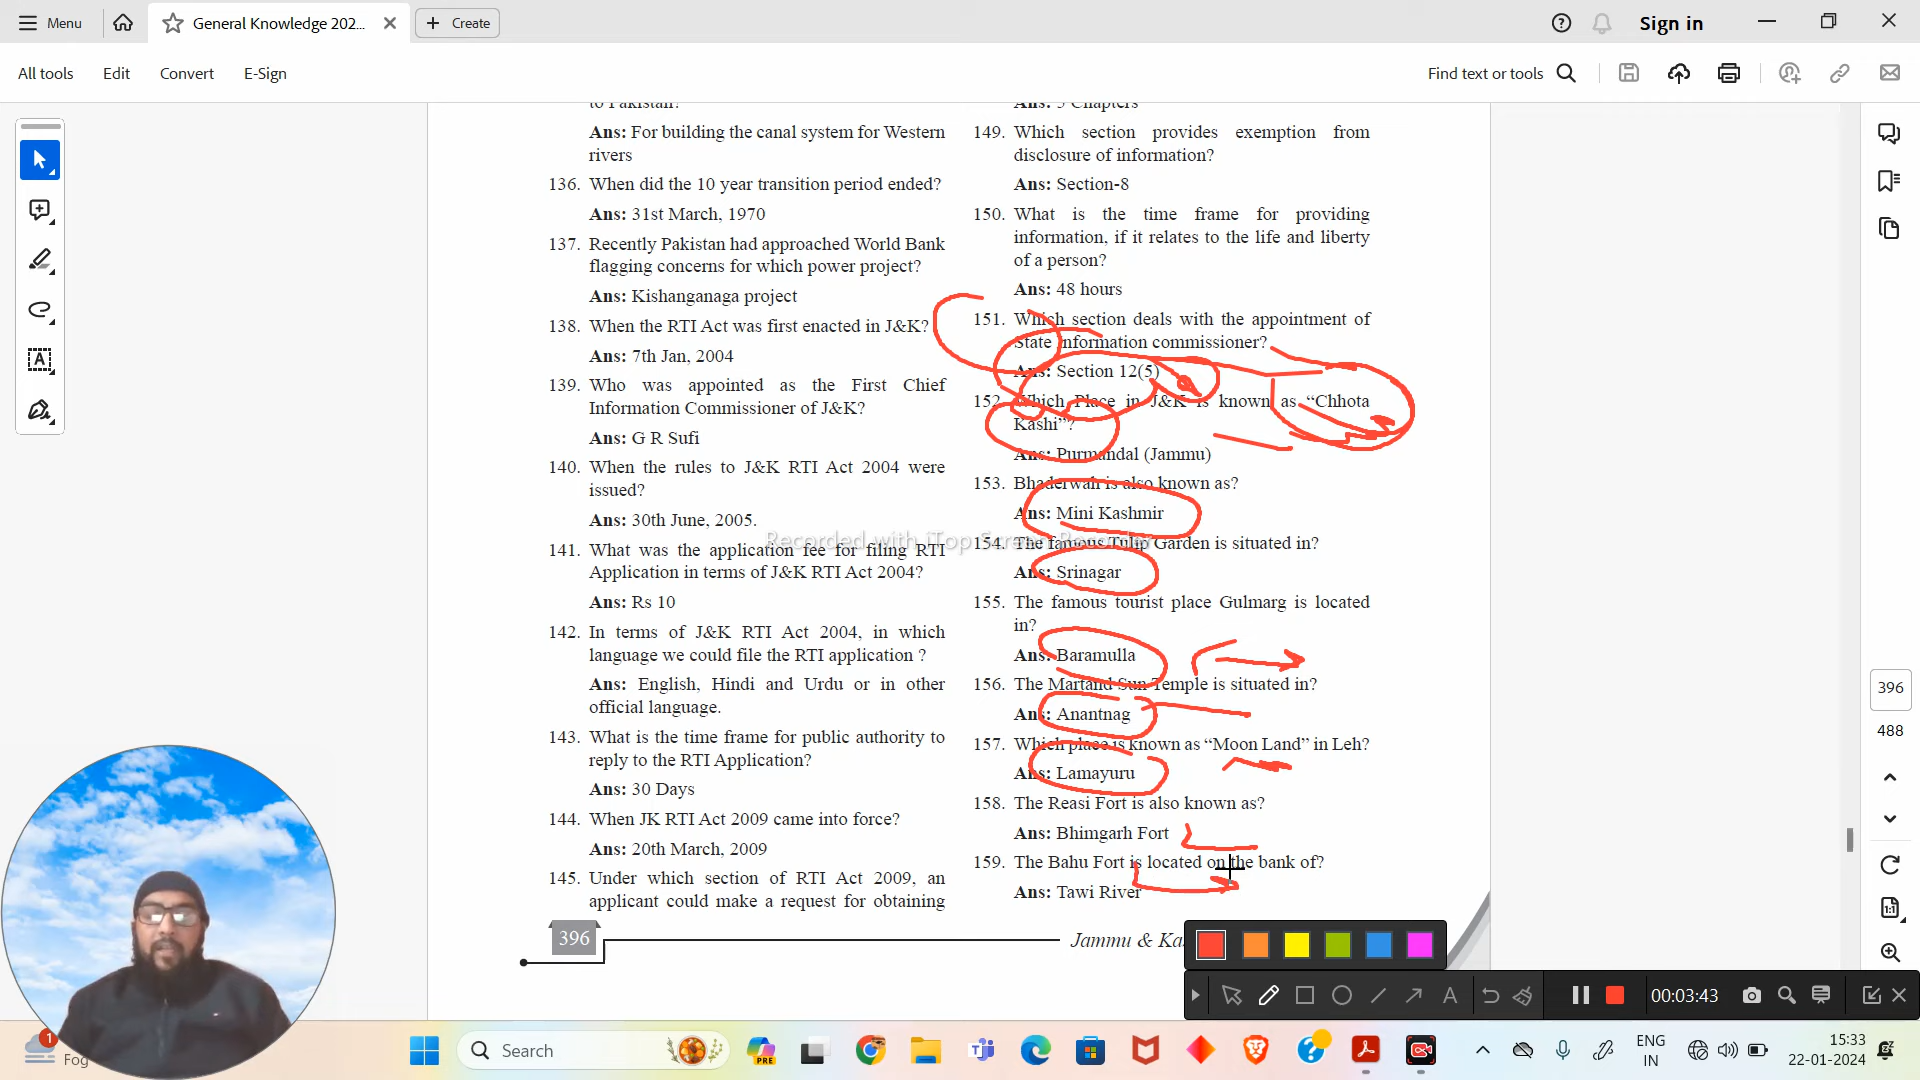 Menu
General Knowledge 202...
Create
Sign in
All tools
Edit
Convert
E-Sign
Find text or tools
to Pakistan?
Ans: For building the canal system for Western
rivers
136. When did the 10 year transition period ended?
Ans: 31st March, 1970
137. Recently Pakistan had approached World Bank
flagging concerns for which power project?
Ans: Kishanganaga project
138. When the RTI Act was first enacted in J&K?
Ans: 7th Jan, 2004
139. Who was appointed as the First Chief
Information Commissioner of J&K?
Ans: G R Sufi
140. When the rules to J&K RTI Act 2004 were
issued?
Ans: 30th June, 2005.
141. What was the application fee for filing RTI
Application in terms of J&K RTI Act 2004?
Ans: Rs 10
142. In terms of J&K RTI Act 2004, in which
language we could file the RTI application ?
Ans: English, Hindi and Urdu or in other
official language.
143. What is the time frame for public authority to
reply to the RTI Application?
Ans: 30 Days
144. When JK RTI Act 2009 came into force?
Ans: 20th March, 2009
145. Under which section of RTI Act 2009, an
applicant could make a request for obtaining
Ans: 5 Chapters
149. Which section provides exemption from
disclosure of information?
Ans: Section-8
150. What is the time frame for providing
information, if it relates to the life and liberty
of a person?
Ans: 48 hours
151. Which section deals with the appointment of
State Information commissioner?
Ans: Section 12(5)
152. Which Place in J&K is known as “Chhota
Kashi”?
Ans: Purmandal (Jammu)
153. Bhaderwah is also known as?
Ans: Mini Kashmir
154. The famous Tulip Garden is situated in?
Ans: Srinagar
155. The famous tourist place Gulmarg is located
in?
Ans: Baramulla
156. The Martand Sun Temple is situated in?
Ans: Anantnag
157. Which place is known as “Moon Land” in Leh?
Ans: Lamayuru
158. The Reasi Fort is also known as?
Ans: Bhimgarh Fort
159. The Bahu Fort is located on the bank of?
Ans: Tawi River
Recorded with iTop Screen Recorder
396
Jammu & Ka
396
488
1:1
A
00:03:43
1
Fog
Search
PRE
ENG
IN
15:33
22-01-2024